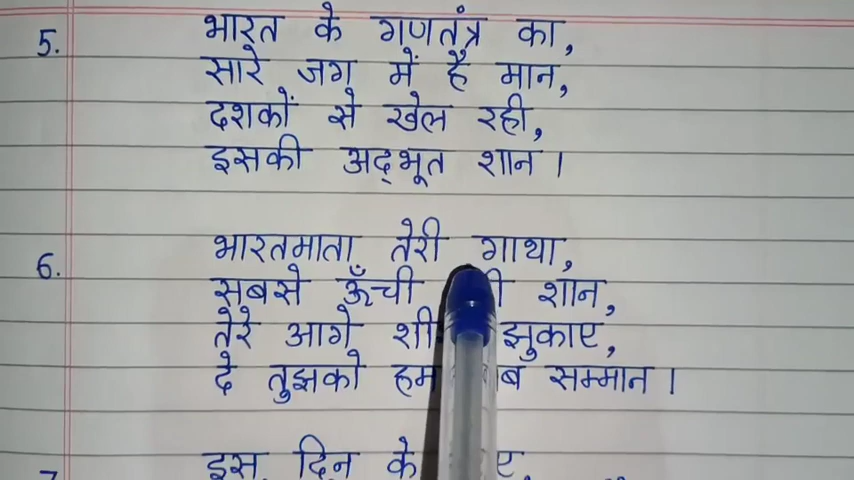 5. भारत के गणतंत्र का,
सारे जग में है मान,
दशकों से खेल रही,
इसकी अद्भूत शान ।
6. भारतमाता तेरी गाथा,
सबसे ऊँची शान,
तेरे आगे झुकाए,
दे तुझको हम सम्मान ।
इस दिन के